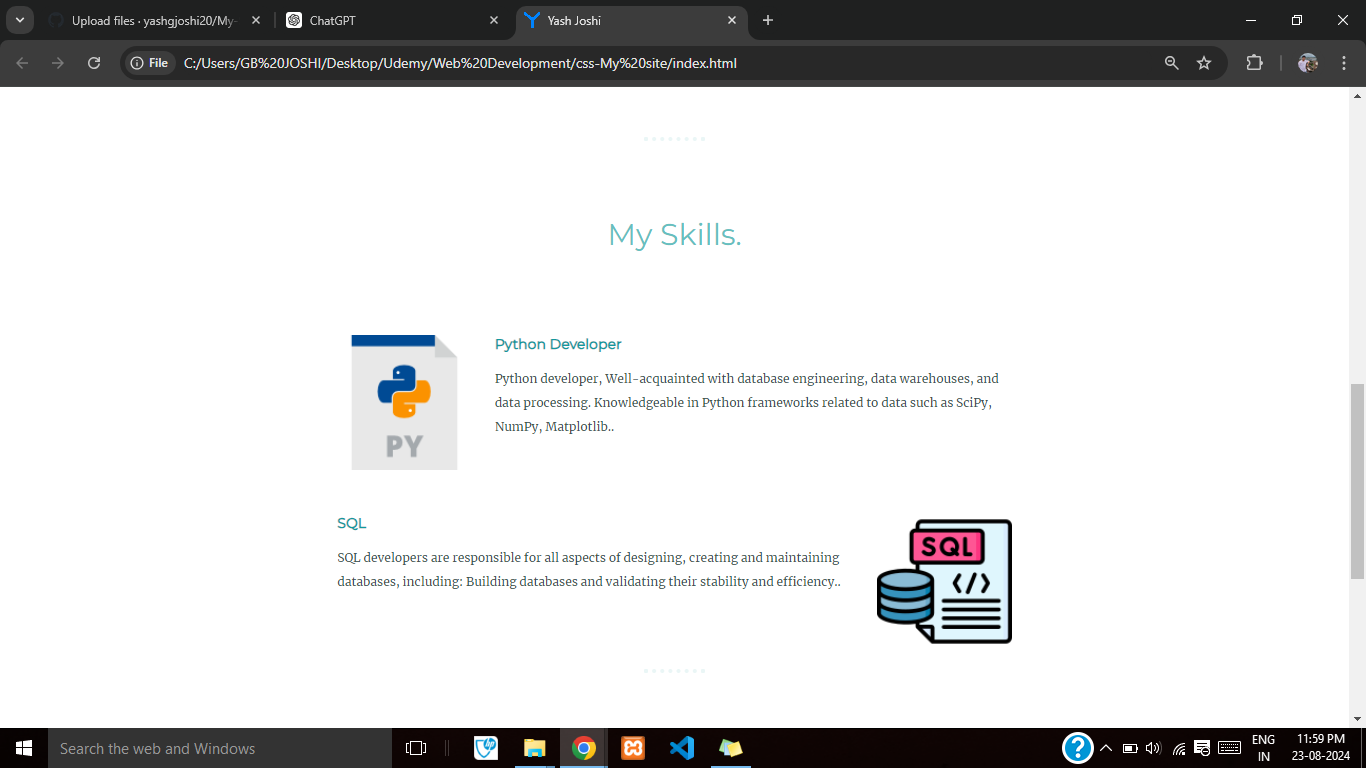 Upload files · yashgjoshi20/My-
ChatGPT
Yash Joshi
File
C:/Users/GB%20JOSHI/Desktop/Udemy/Web%20Development/css-My%20site/index.html
My Skills.
PY
Python Developer
Python developer, Well-acquainted with database engineering, data warehouses, and
data processing. Knowledgeable in Python frameworks related to data such as SciPy,
NumPy, Matplotlib..
SQL
SQL developers are responsible for all aspects of designing, creating and maintaining
databases, including: Building databases and validating their stability and efficiency..
SQL
</>
Search the web and Windows
ENG
IN
11:59 PM
23-08-2024